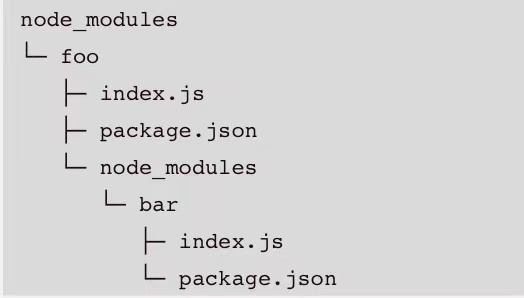 node_modules
└─ foo
   ├─ index.js
   ├─ package.json
   └─ node_modules
      └─ bar
         ├─ index.js
         └─ package.json